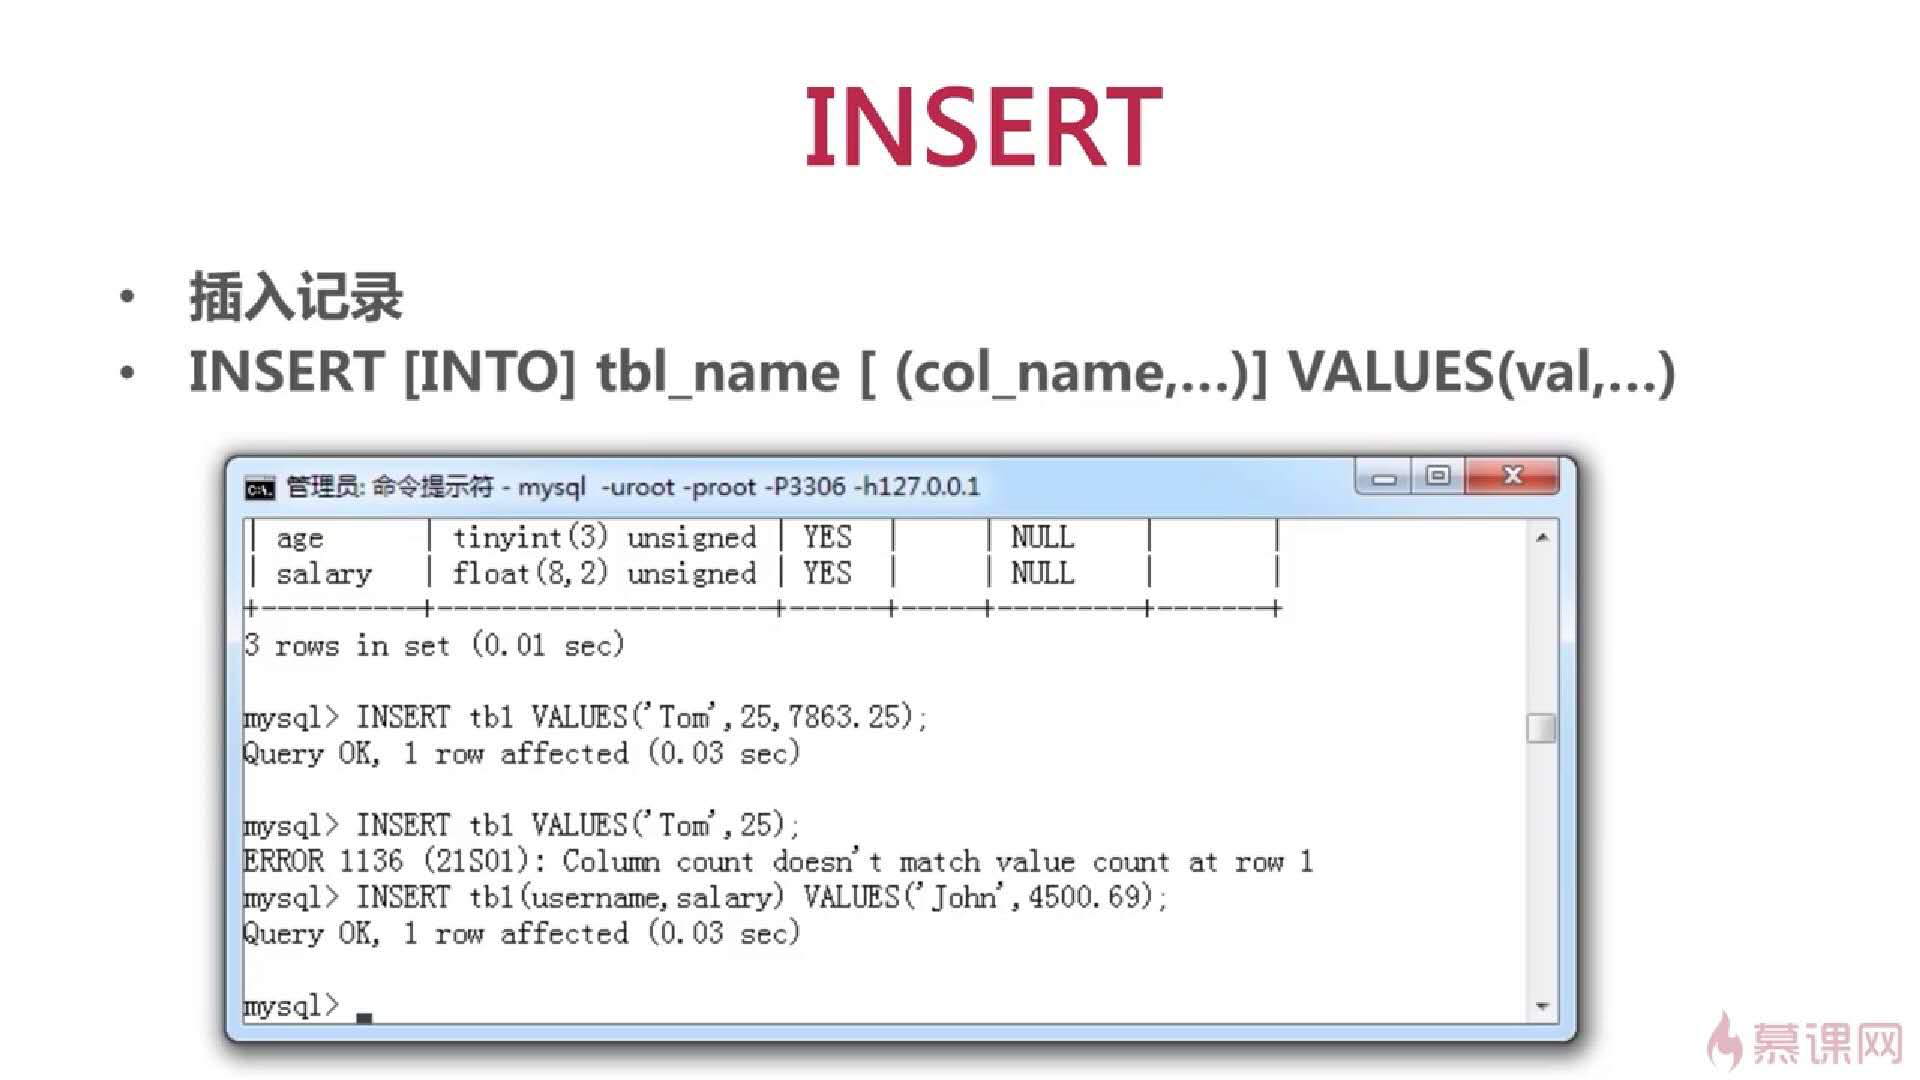 INSERT
• 插入记录
• INSERT [INTO] tbl_name [ (col_name,...)] VALUES(val,...)
管理员: 命令提示符 - mysql  -uroot -proot -P3306 -h127.0.0.1
| age      | tinyint(3) unsigned | YES  |     | NULL    |       |
| salary   | float(8,2) unsigned | YES  |     | NULL    |       |
+----------+---------------------+------+-----+---------+-------+
3 rows in set (0.01 sec)
mysql> INSERT tb1 VALUES('Tom',25,7863.25);
Query OK, 1 row affected (0.03 sec)
mysql> INSERT tb1 VALUES('Tom',25);
ERROR 1136 (21S01): Column count doesn't match value count at row 1
mysql> INSERT tb1(username,salary) VALUES('John',4500.69);
Query OK, 1 row affected (0.03 sec)
mysql> _
慕课网